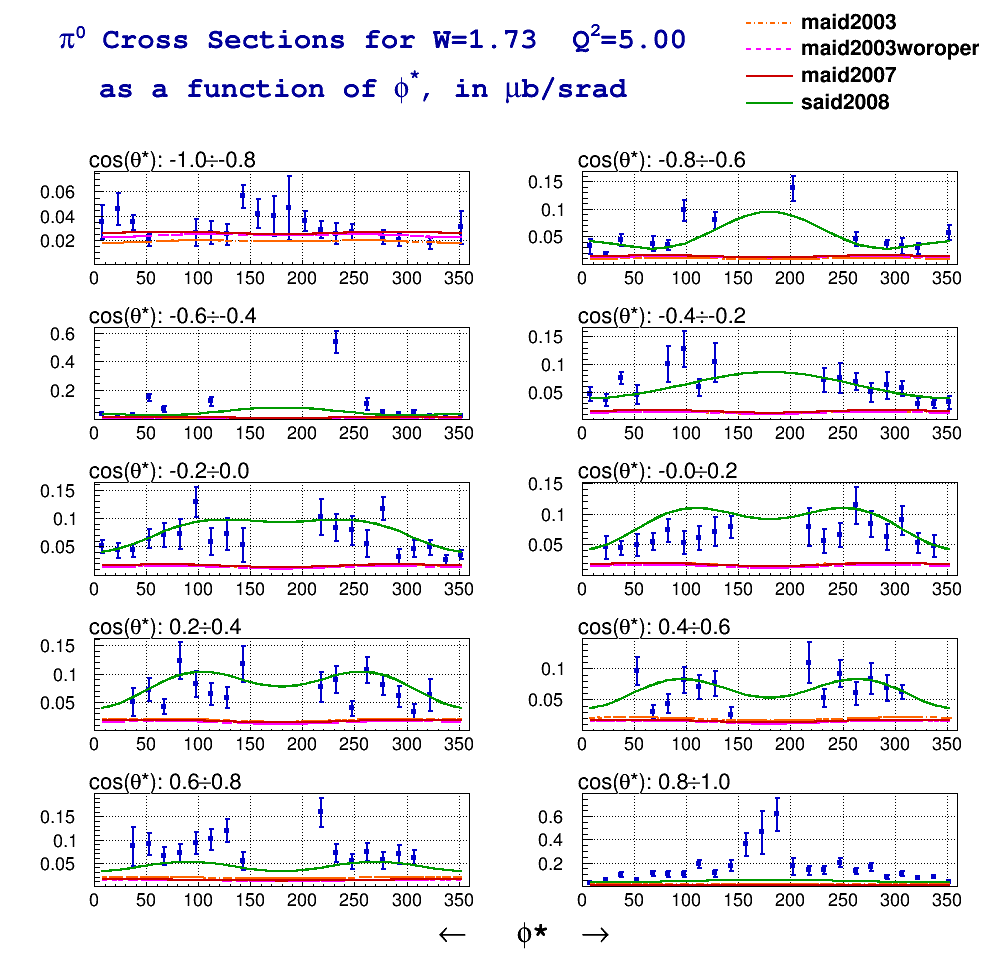 π⁰ Cross Sections for W=1.73 Q²=5.00
as a function of ϕ*, in μb/srad
maid2003
maid2003woroper
maid2007
said2008
cos(θ*): -1.0÷-0.8
0.06
0.04
0.02
0 50 100 150 200 250 300 350
cos(θ*): -0.8÷-0.6
0.15
0.1
0.05
0 50 100 150 200 250 300 350
cos(θ*): -0.6÷-0.4
0.6
0.4
0.2
0 50 100 150 200 250 300 350
cos(θ*): -0.4÷-0.2
0.15
0.1
0.05
0 50 100 150 200 250 300 350
cos(θ*): -0.2÷0.0
0.15
0.1
0.05
0 50 100 150 200 250 300 350
cos(θ*): -0.0÷0.2
0.15
0.1
0.05
0 50 100 150 200 250 300 350
cos(θ*): 0.2÷0.4
0.15
0.1
0.05
0 50 100 150 200 250 300 350
cos(θ*): 0.4÷0.6
0.1
0.05
0 50 100 150 200 250 300 350
cos(θ*): 0.6÷0.8
0.15
0.1
0.05
0 50 100 150 200 250 300 350
cos(θ*): 0.8÷1.0
0.6
0.4
0.2
0 50 100 150 200 250 300 350
← ϕ* →